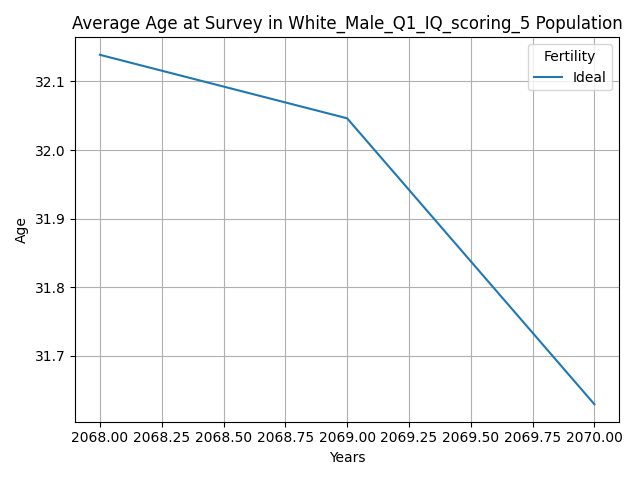 Average Age at Survey in White_Male_Q1_IQ_scoring_5 Population
Fertility
Ideal
32.1
32.0
31.9
31.8
31.7
Age
2068.00 2068.25 2068.50 2068.75 2069.00 2069.25 2069.50 2069.75 2070.00
Years